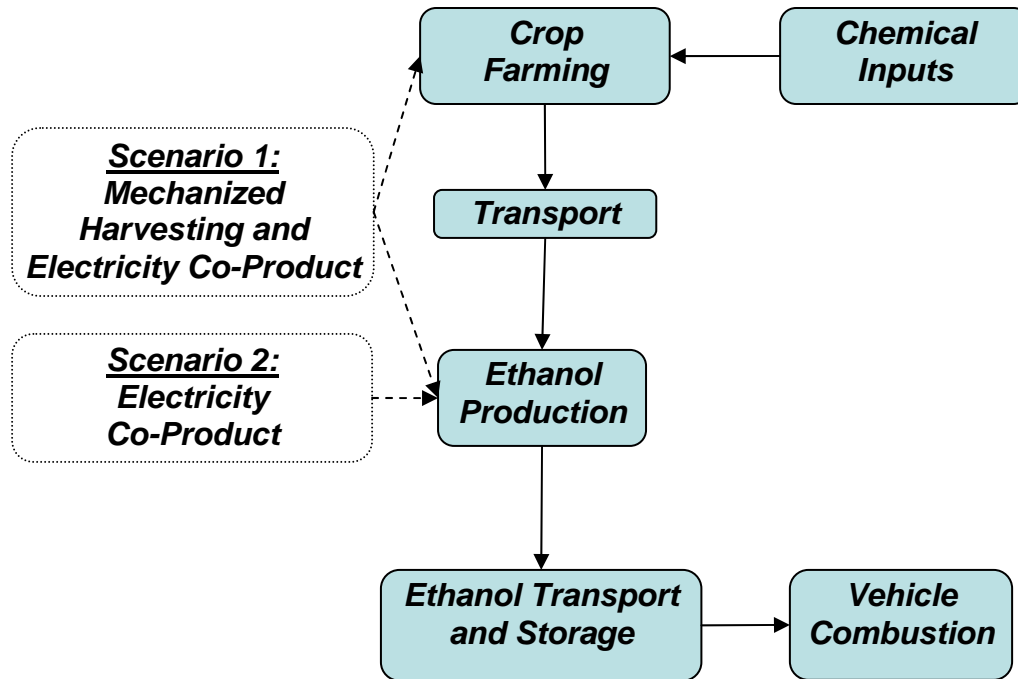 Crop
Farming
Chemical
Inputs
Scenario 1:
Mechanized
Harvesting and
Electricity Co-Product
Transport
Scenario 2:
Electricity
Co-Product
Ethanol
Production
Ethanol Transport
and Storage
Vehicle
Combustion